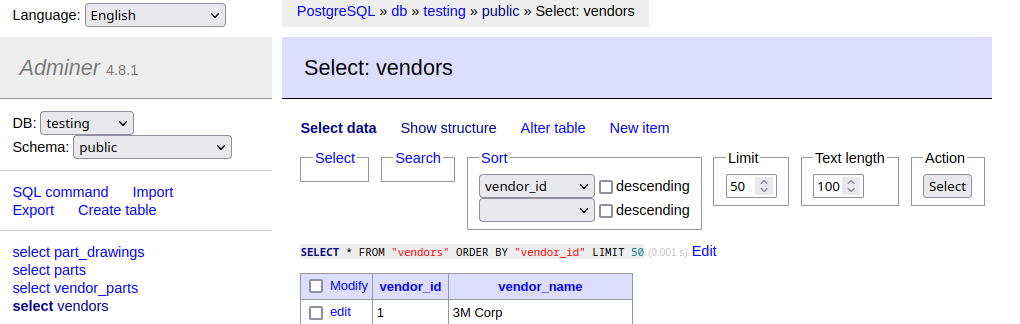 Language: English
PostgreSQL » db » testing » public » Select: vendors
Adminer 4.8.1
Select: vendors
DB: testing
Schema: public
Select data Show structure Alter table New item
Select Search Sort Limit Text length Action
vendor_id descending 50 100 Select
descending
SQL command Import
Export Create table
SELECT * FROM "vendors" ORDER BY "vendor_id" LIMIT 50 (0.001 s) Edit
select part_drawings
select parts
select vendor_parts
select vendors
Modify vendor_id vendor_name
edit 1 3M Corp